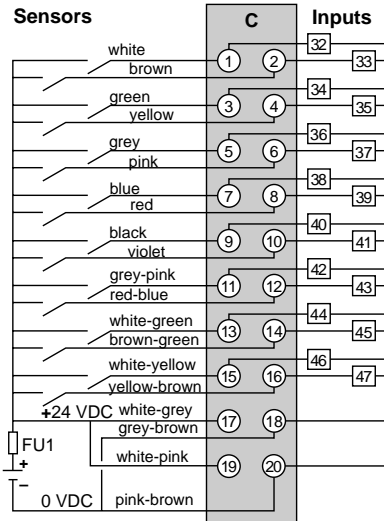 Sensors C Inputs
white 32
brown 1 2 33
green 34
yellow 3 4 35
grey 36
pink 5 6 37
blue 38
red 7 8 39
black 40
violet 9 10 41
grey-pink 42
red-blue 11 12 43
white-green 44
brown-green 13 14 45
white-yellow 46
yellow-brown 15 16 47
+24 VDC white-grey 17 18
grey-brown
FU1
white-pink 19 20
+
–
0 VDC pink-brown